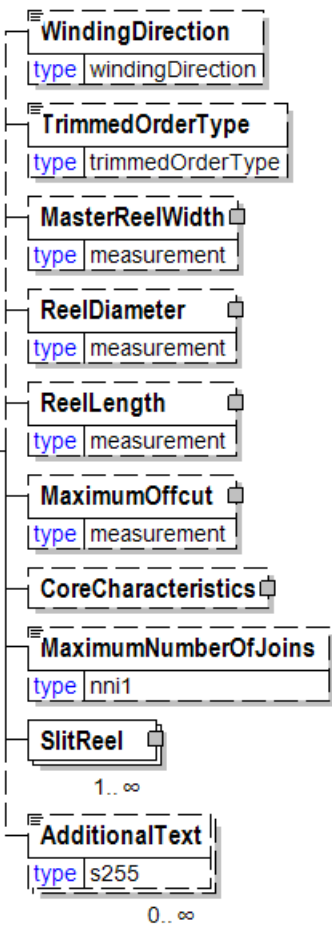 WindingDirection
type windingDirection
TrimmedOrderType
type trimmedOrderType
MasterReelWidth
type measurement
ReelDiameter
type measurement
ReelLength
type measurement
MaximumOffcut
type measurement
CoreCharacteristics
MaximumNumberOfJoins
type nni1
SlitReel
1.. ∞
AdditionalText
type s255
0.. ∞